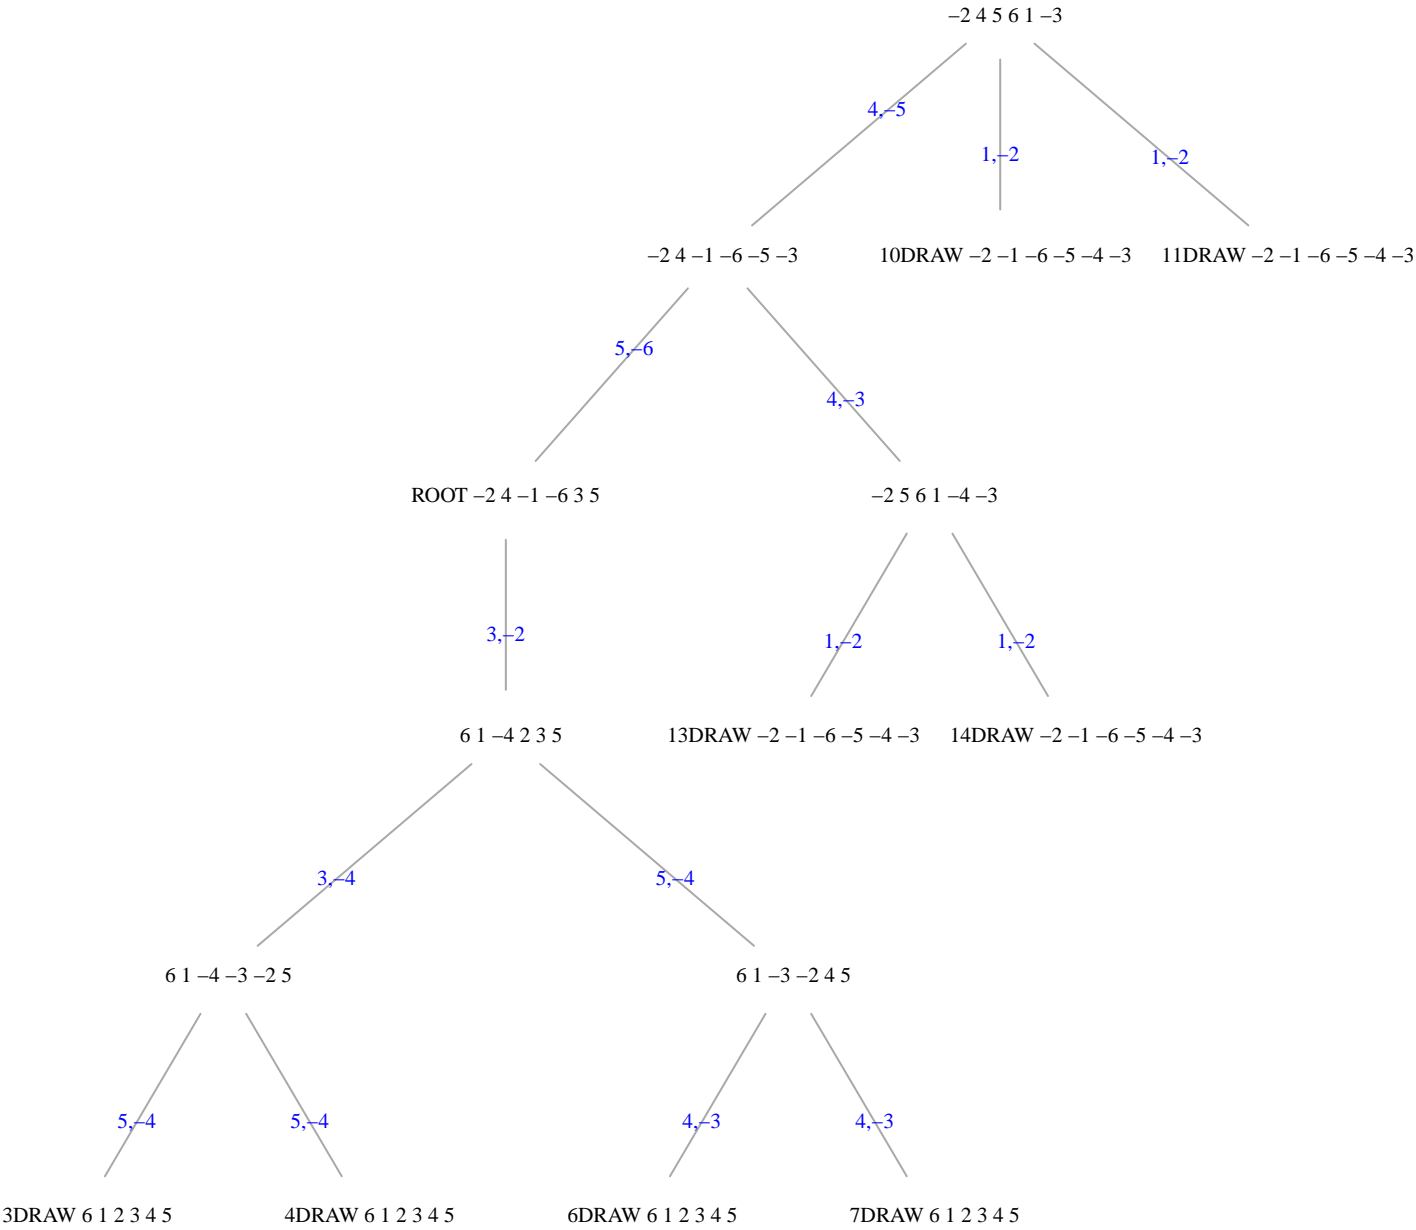 –2 4 5 6 1 –3
4,–5
1,–2
1,–2
–2 4 –1 –6 –5 –3
10DRAW –2 –1 –6 –5 –4 –3
11DRAW –2 –1 –6 –5 –4 –3
5,–6
4,–3
ROOT –2 4 –1 –6 3 5
–2 5 6 1 –4 –3
3,–2
1,–2
1,–2
6 1 –4 2 3 5
13DRAW –2 –1 –6 –5 –4 –3
14DRAW –2 –1 –6 –5 –4 –3
3,–4
5,–4
6 1 –4 –3 –2 5
6 1 –3 –2 4 5
5,–4
5,–4
4,–3
4,–3
3DRAW 6 1 2 3 4 5
4DRAW 6 1 2 3 4 5
6DRAW 6 1 2 3 4 5
7DRAW 6 1 2 3 4 5